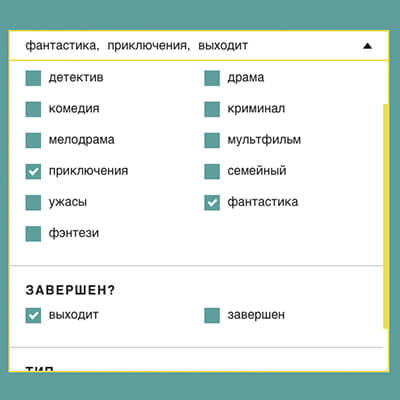 фантастика, приключения, выходит
детектив драма
комедия криминал
мелодрама мультфильм
приключения семейный
ужасы фантастика
фэнтези
ЗАВЕРШЕН?
выходит завершен
ТИП